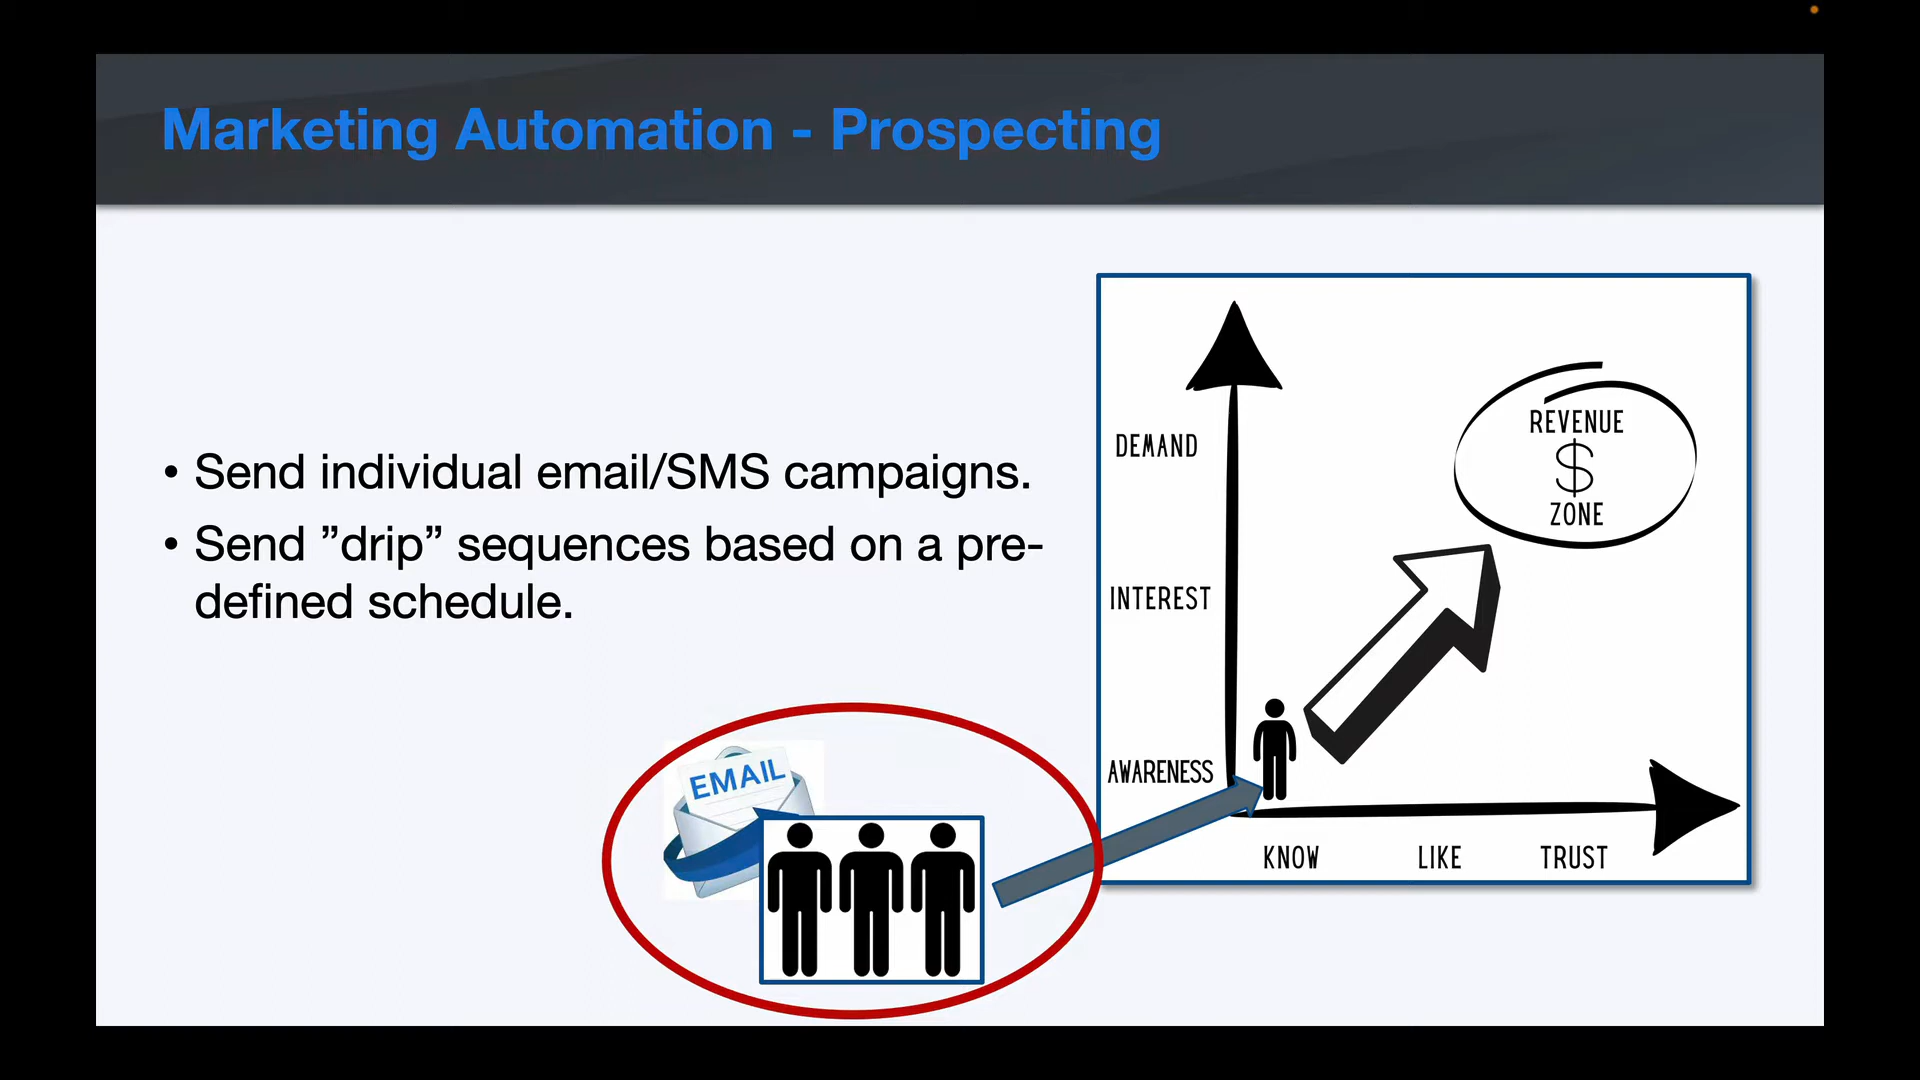 Marketing Automation - Prospecting
• Send individual email/SMS campaigns.
• Send ”drip” sequences based on a pre-
defined schedule.
EMAIL
DEMAND
INTEREST
AWARENESS
REVENUE
$
ZONE
KNOW LIKE TRUST